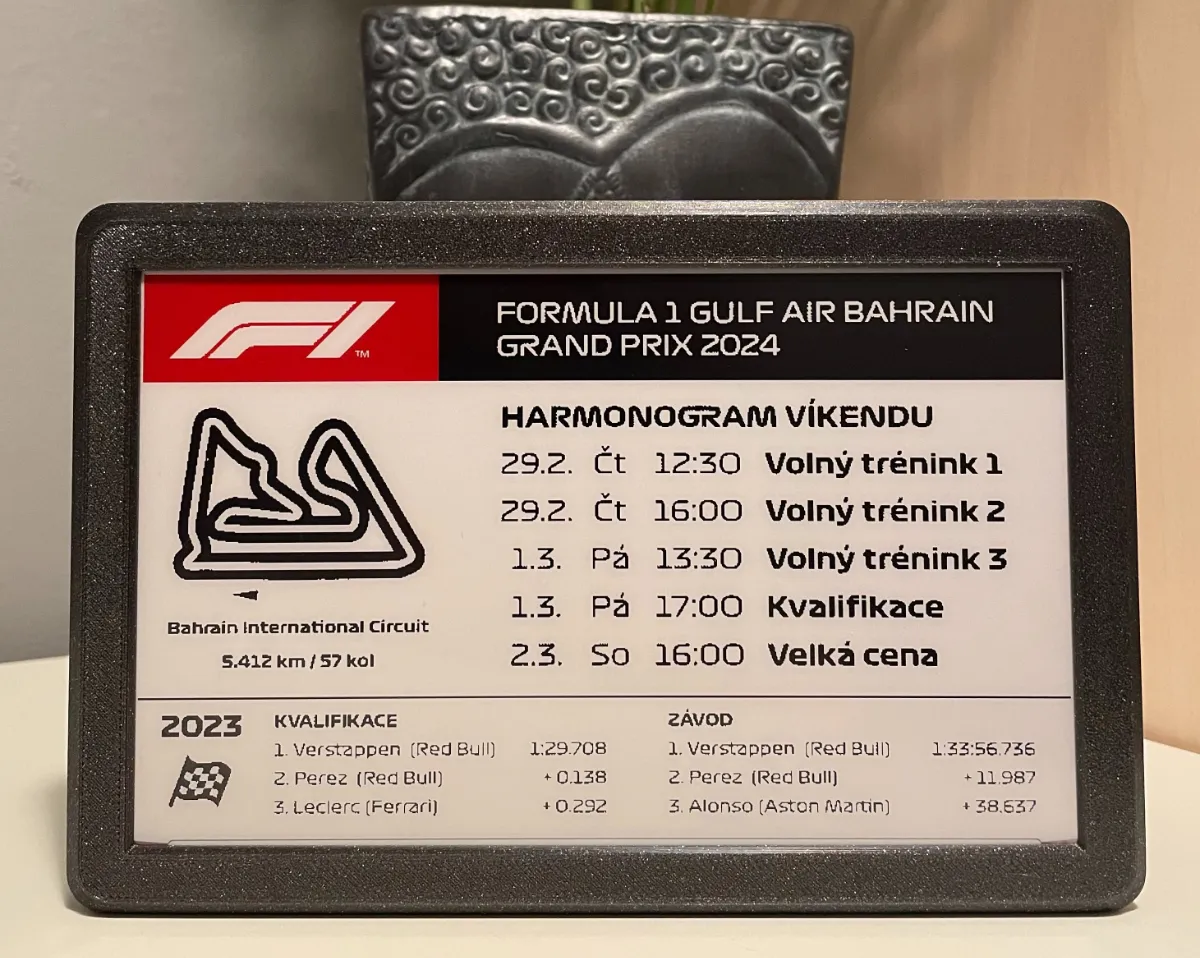 F1 TM
FORMULA 1 GULF AIR BAHRAIN
GRAND PRIX 2024
HARMONOGRAM VÍKENDU
29.2. Čt 12:30 Volný trénink 1
29.2. Čt 16:00 Volný trénink 2
1.3. Pá 13:30 Volný trénink 3
1.3. Pá 17:00 Kvalifikace
2.3. So 16:00 Velká cena
Bahrain International Circuit
5.412 km / 57 kol
2023
KVALIFIKACE
1. Verstappen (Red Bull) 1:29.708
2. Perez (Red Bull) + 0.138
3. Leclerc (Ferrari) + 0.292
ZÁVOD
1. Verstappen (Red Bull) 1:33:56.736
2. Perez (Red Bull) + 11.987
3. Alonso (Aston Martin) + 38.637